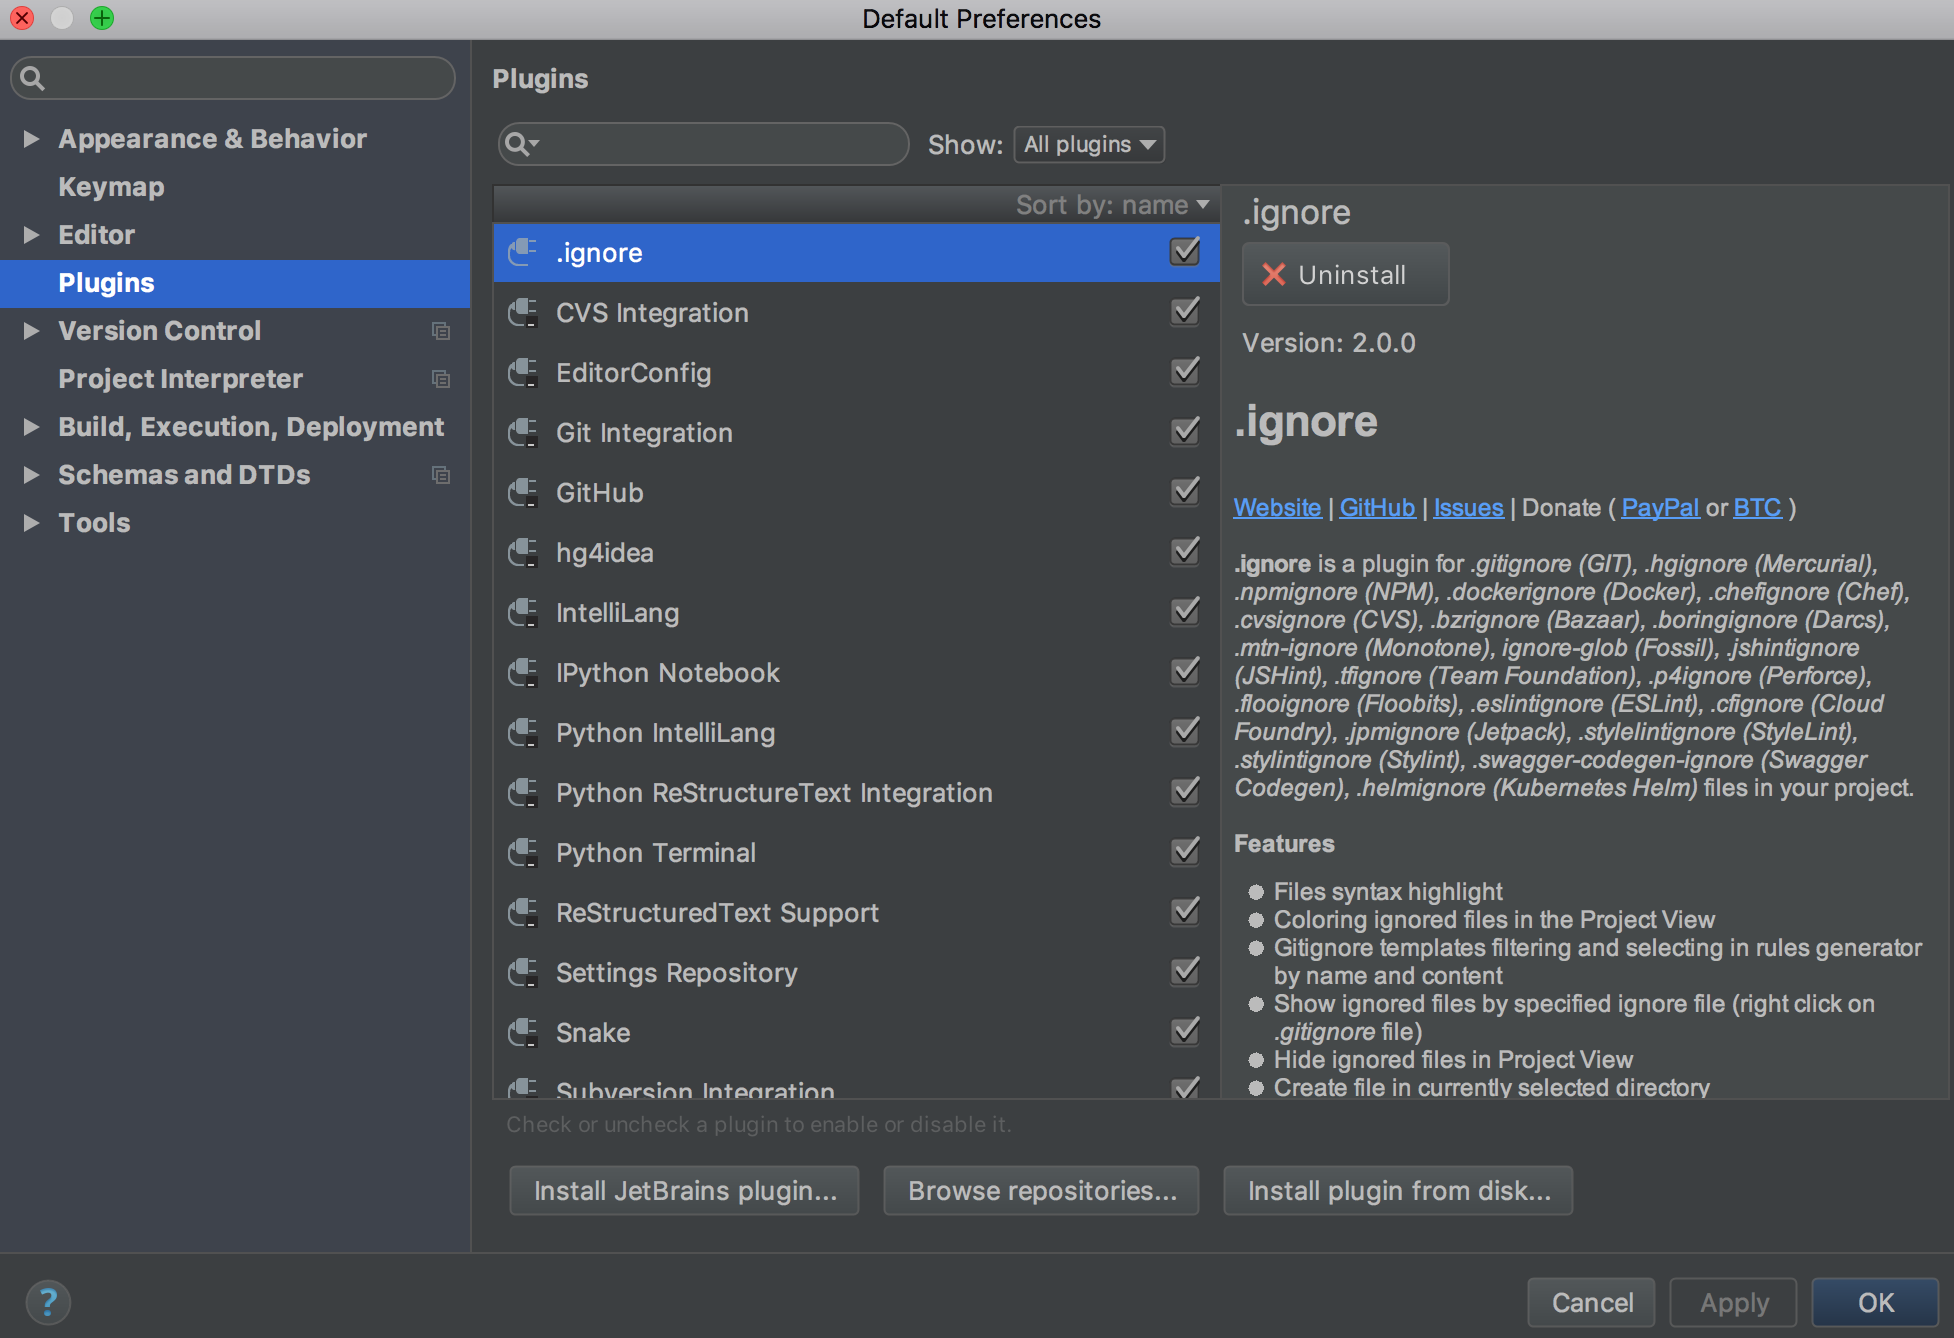 Default Preferences
Appearance & Behavior
Keymap
Editor
Plugins
Version Control
Project Interpreter
Build, Execution, Deployment
Schemas and DTDs
Tools
Plugins
Show: All plugins
Sort by: name
.ignore
CVS Integration
EditorConfig
Git Integration
GitHub
hg4idea
IntelliLang
IPython Notebook
Python IntelliLang
Python ReStructureText Integration
Python Terminal
ReStructuredText Support
Settings Repository
Snake
Subversion Integration
.ignore
Uninstall
Version: 2.0.0
.ignore
Website | GitHub | Issues | Donate ( PayPal or BTC )
.ignore is a plugin for .gitignore (GIT), .hgignore (Mercurial),
.npmignore (NPM), .dockerignore (Docker), .chefignore (Chef),
.cvsignore (CVS), .bzrignore (Bazaar), .boringignore (Darcs),
.mtn-ignore (Monotone), ignore-glob (Fossil), .jshintignore
(JSHint), .tfignore (Team Foundation), .p4ignore (Perforce),
.flooignore (Floobits), .eslintignore (ESLint), .cfignore (Cloud
Foundry), .jpmignore (Jetpack), .stylelintignore (StyleLint),
.stylintignore (Stylint), .swagger-codegen-ignore (Swagger
Codegen), .helmignore (Kubernetes Helm) files in your project.
Features
Files syntax highlight
Coloring ignored files in the Project View
Gitignore templates filtering and selecting in rules generator
by name and content
Show ignored files by specified ignore file (right click on
.gitignore file)
Hide ignored files in Project View
Create file in currently selected directory
Check or uncheck a plugin to enable or disable it.
Install JetBrains plugin...
Browse repositories...
Install plugin from disk...
?
Cancel
Apply
OK